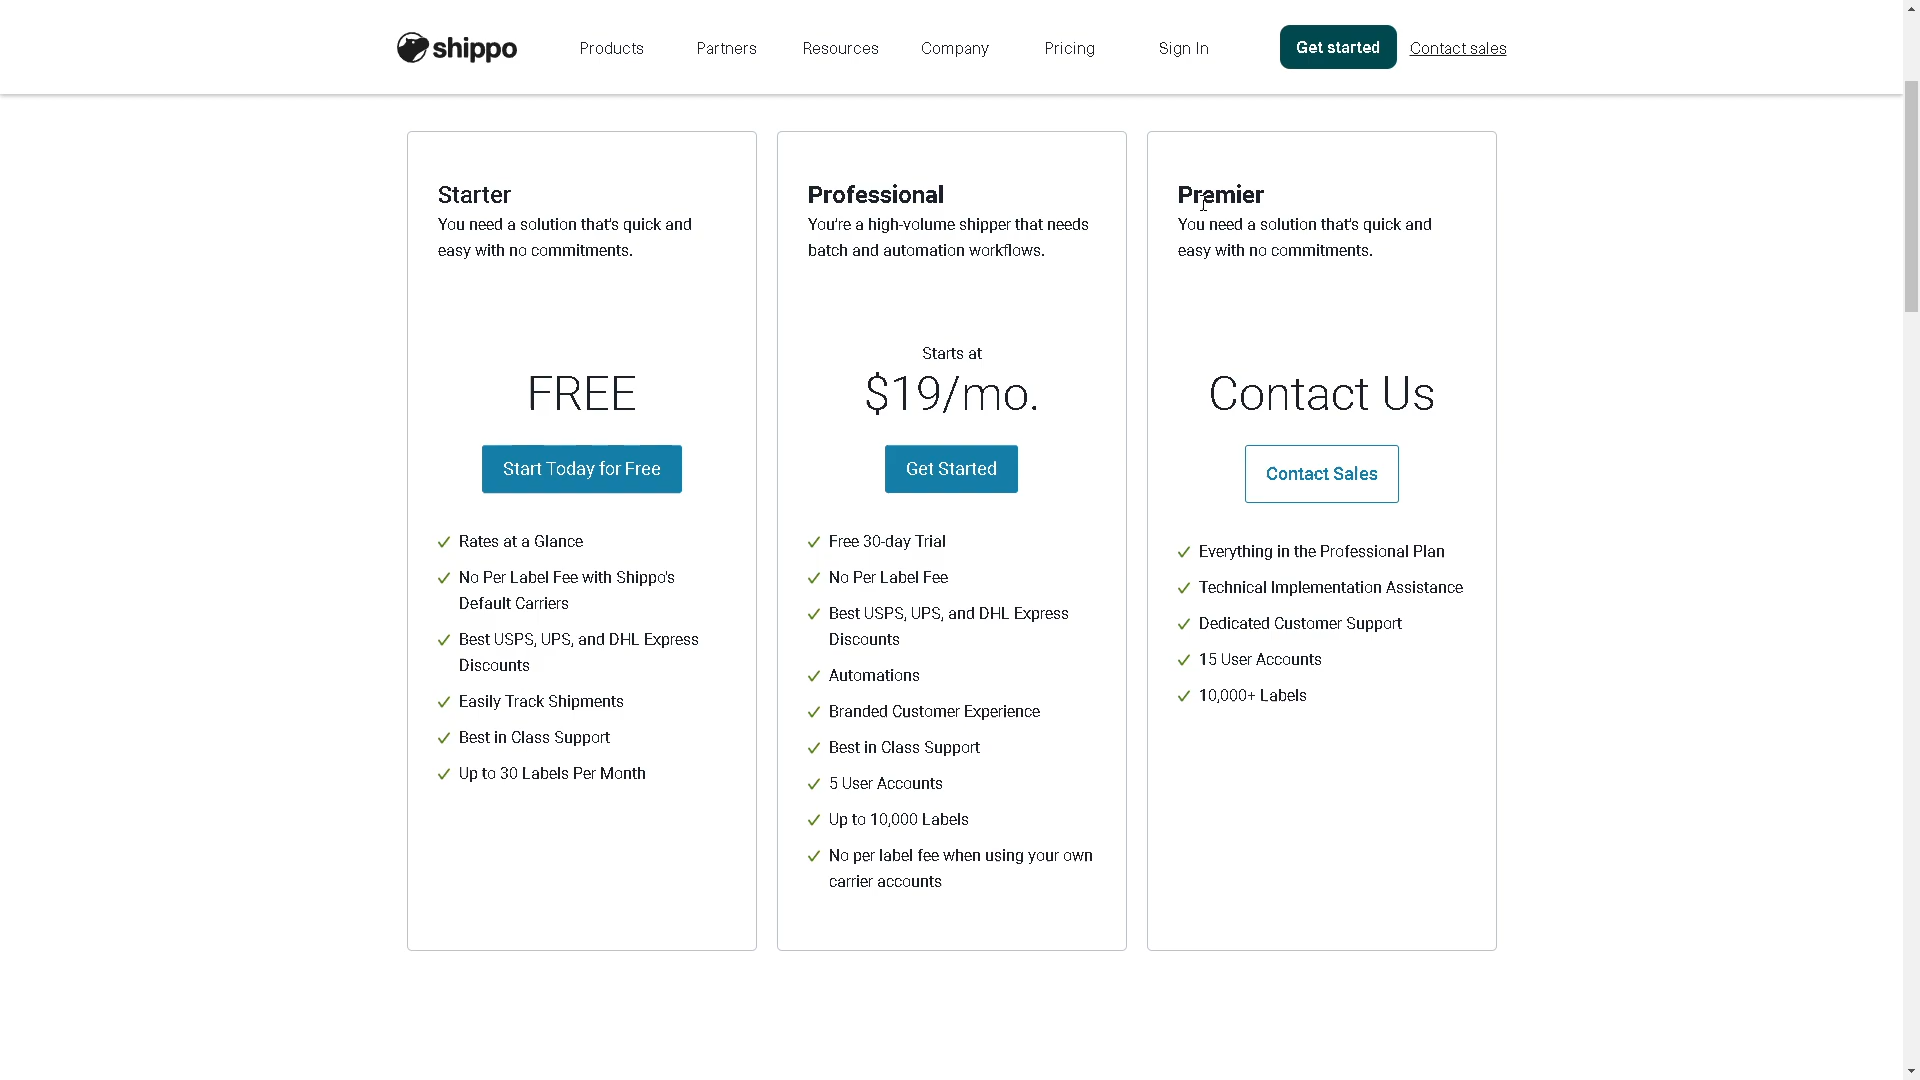 shippo
Products
Partners
Resources
Company
Pricing
Sign In
Get started
Contact sales
Starter
You need a solution that's quick and
easy with no commitments.
FREE
Start Today for Free
Rates at a Glance
No Per Label Fee with Shippo's
Default Carriers
Best USPS, UPS, and DHL Express
Discounts
Easily Track Shipments
Best in Class Support
Up to 30 Labels Per Month
Professional
You're a high-volume shipper that needs
batch and automation workflows.
Starts at
$19/mo.
Get Started
Free 30-day Trial
No Per Label Fee
Best USPS, UPS, and DHL Express
Discounts
Automations
Branded Customer Experience
Best in Class Support
5 User Accounts
Up to 10,000 Labels
No per label fee when using your own
carrier accounts
Premier
You need a solution that's quick and
easy with no commitments.
Contact Us
Contact Sales
Everything in the Professional Plan
Technical Implementation Assistance
Dedicated Customer Support
15 User Accounts
10,000+ Labels